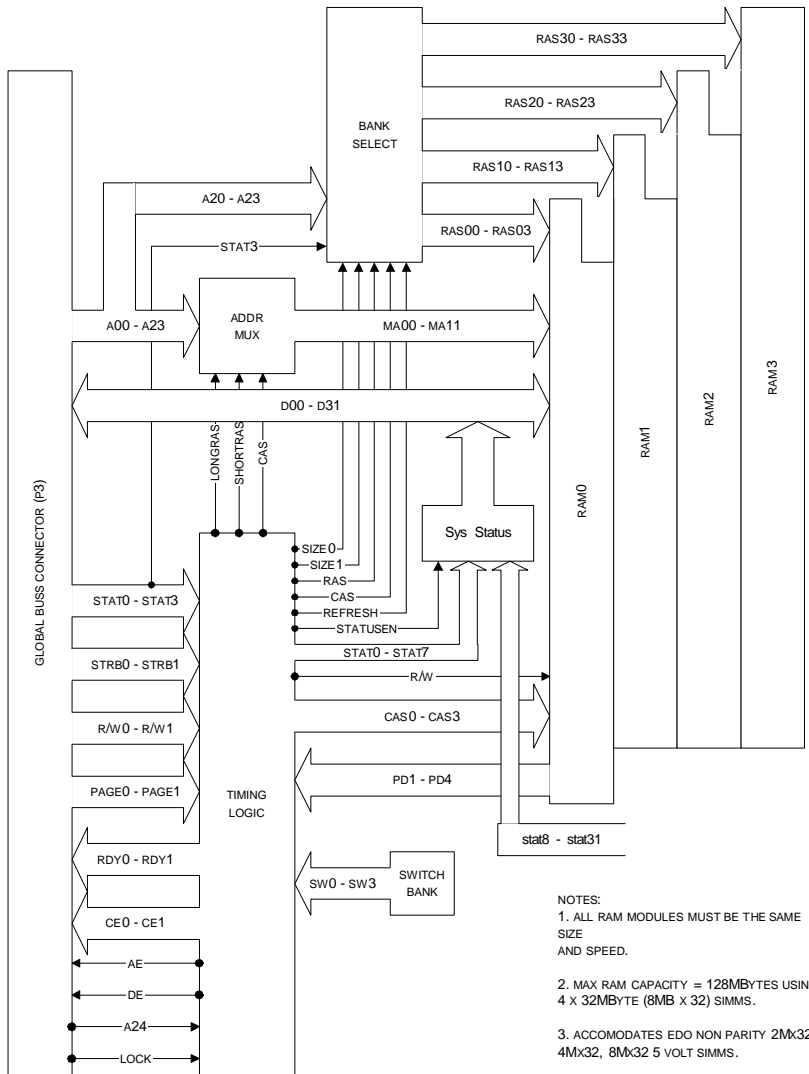 RAS30 - RAS33
RAS20 - RAS23
BANK
SELECT
RAS10 - RAS13
A20 - A23
RAS00 - RAS03
STAT3
A00 - A23
ADDR
MUX
MA00 - MA11
D00 - D31
LONGRAS
SHORTRAS
CAS
GLOBAL BUSS CONNECTOR (P3)
RAM0
RAM1
RAM2
RAM3
Sys Status
SIZE0
SIZE1
RAS
CAS
REFRESH
STATUSEN
STAT0 - STAT3
STAT0 - STAT7
STRB0 - STRB1
R/W
R/W0 - R/W1
CAS0 - CAS3
PAGE0 - PAGE1
TIMING
LOGIC
PD1 - PD4
stat8 - stat31
RDY0 - RDY1
SW0 - SW3
SWITCH
BANK
CE0 - CE1
AE
DE
A24
LOCK
NOTES:
1. ALL RAM MODULES MUST BE THE SAME
SIZE
AND SPEED.
2. MAX RAM CAPACITY = 128MBYTES USIN
4 X 32MBYTE (8MB X 32) SIMMS.
3. ACCOMODATES EDO NON PARITY 2MX32
4MX32, 8MX32 5 VOLT SIMMS.